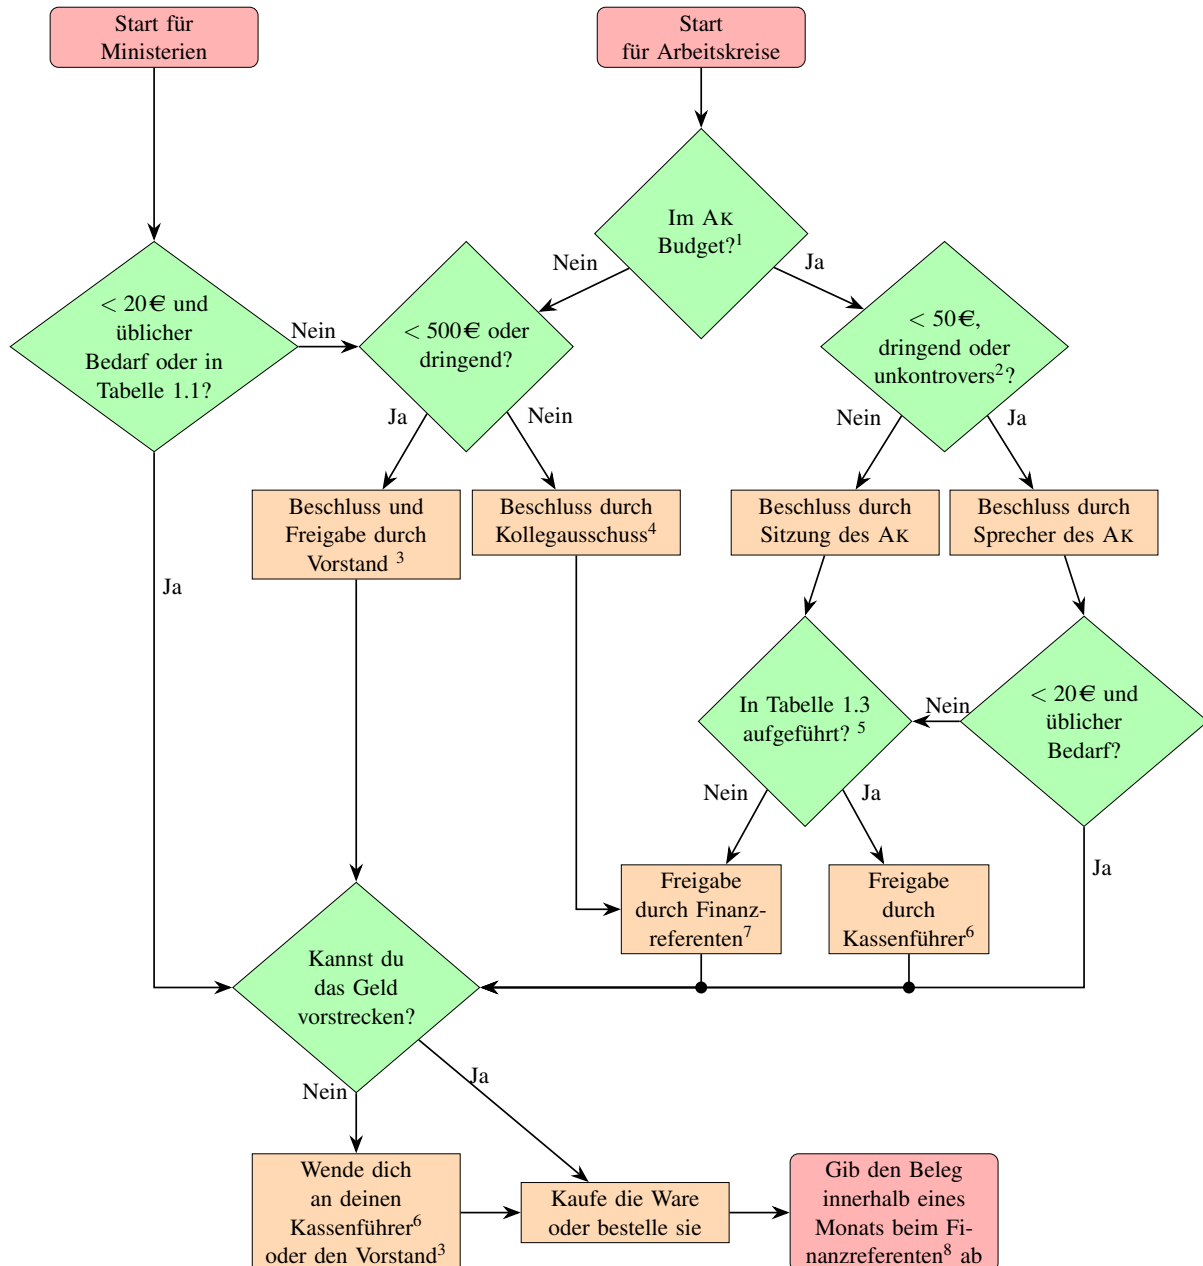 Start für
Ministerien
Start
für Arbeitskreise
Im AK
Budget?¹
Nein
Ja
< 20€ und
üblicher
Bedarf oder in
Tabelle 1.1?
Nein
< 500€ oder
dringend?
< 50€,
dringend oder
unkontrovers²?
Ja
Nein
Nein
Ja
Beschluss und
Freigabe durch
Vorstand ³
Beschluss durch
Kollegausschuss⁴
Beschluss durch
Sitzung des AK
Beschluss durch
Sprecher des AK
Ja
In Tabelle 1.3
aufgeführt? ⁵
Nein
< 20€ und
üblicher
Bedarf?
Nein
Ja
Ja
Freigabe
durch Finanz-
referenten⁷
Freigabe
durch
Kassenführer⁶
Kannst du
das Geld
vorstrecken?
Nein
Ja
Wende dich
an deinen
Kassenführer⁶
oder den Vorstand³
Kaufe die Ware
oder bestelle sie
Gib den Beleg
innerhalb eines
Monats beim Fi-
nanzreferenten⁸ ab